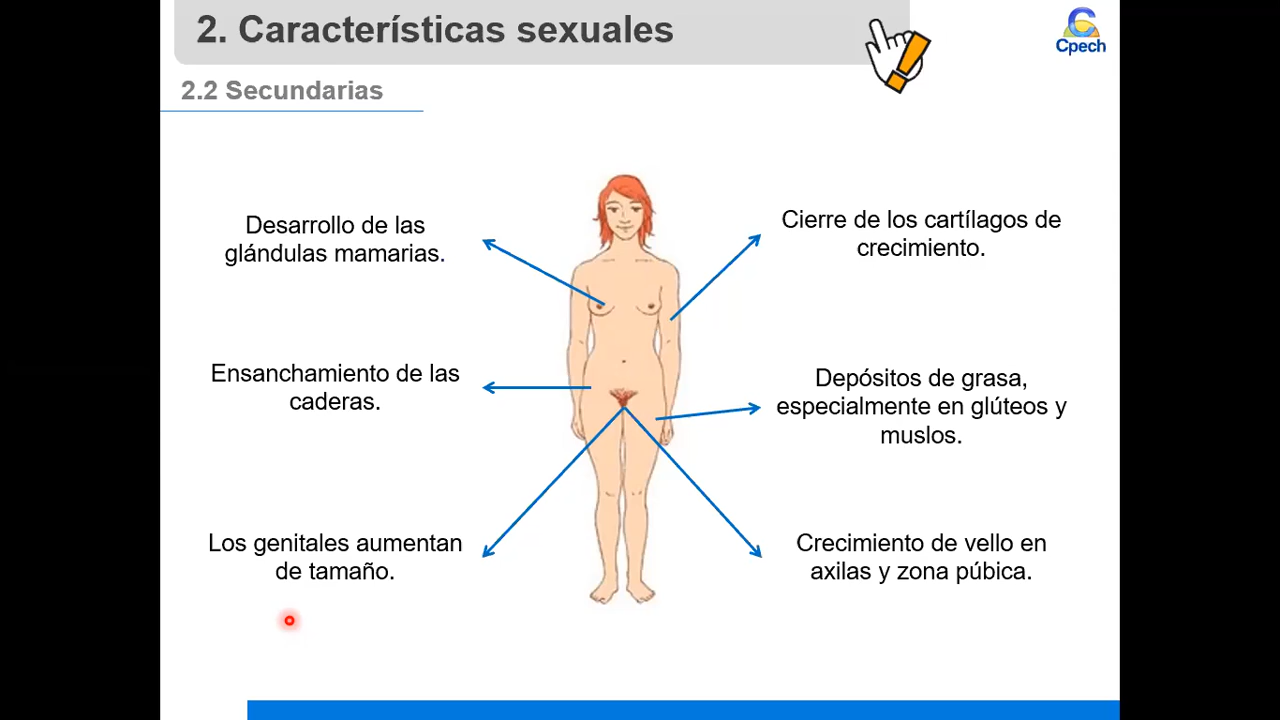 2. Características sexuales
Cpech
2.2 Secundarias
Desarrollo de las
glándulas mamarias.
Cierre de los cartílagos de
crecimiento.
Ensanchamiento de las
caderas.
Depósitos de grasa,
especialmente en glúteos y
muslos.
Los genitales aumentan
de tamaño.
Crecimiento de vello en
axilas y zona púbica.